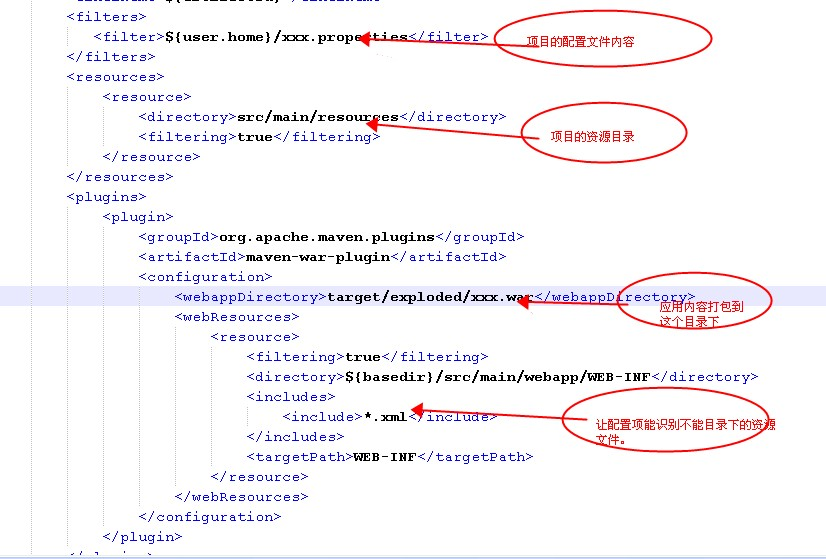 <filters>
<filter>${user.home}/xxx.properties</filter>
项目的配置文件内容
</filters>
<resources>
<resource>
<directory>src/main/resources</directory>
<filtering>true</filtering>
项目的资源目录
</resource>
</resources>
<plugins>
<plugin>
<groupId>org.apache.maven.plugins</groupId>
<artifactId>maven-war-plugin</artifactId>
<configuration>
<webappDirectory>target/exploded/xxx.war</webappDirectory>
应用内容打包到
这个目录下
<webResources>
<resource>
<filtering>true</filtering>
<directory>${basedir}/src/main/webapp/WEB-INF</directory>
<includes>
<include>*.xml</include>
让配置项能识别不能目录下的资源
文件。
</includes>
<targetPath>WEB-INF</targetPath>
</resource>
</webResources>
</configuration>
</plugin>